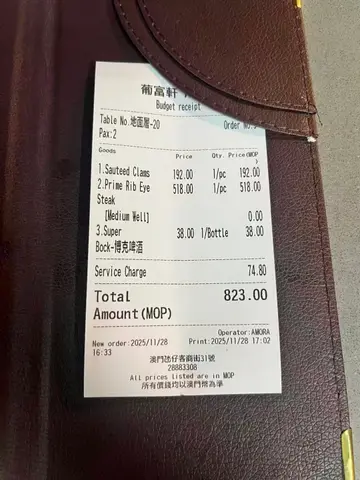 葡富軒
Budget receipt
Table No.地面層-20 Order No.
Pax:2
Goods Price Qty. Price(MOP
)
1.Sauteed Clams 192.00 1/pc 192.00
2.Prime Rib Eye 518.00 1/pc 518.00
Steak
[Medium Well] 0.00
3.Super 38.00 1/Bottle 38.00
Bock-博克啤酒
Service Charge 74.80
Total 823.00
Amount(MOP)
Operator:AMORA
New order:2025/11/28 Print:2025/11/28 17:02
16:33
澳門氹仔客商街31號
28883308
All prices listed are in MOP
所有價錢均以澳門幣為準